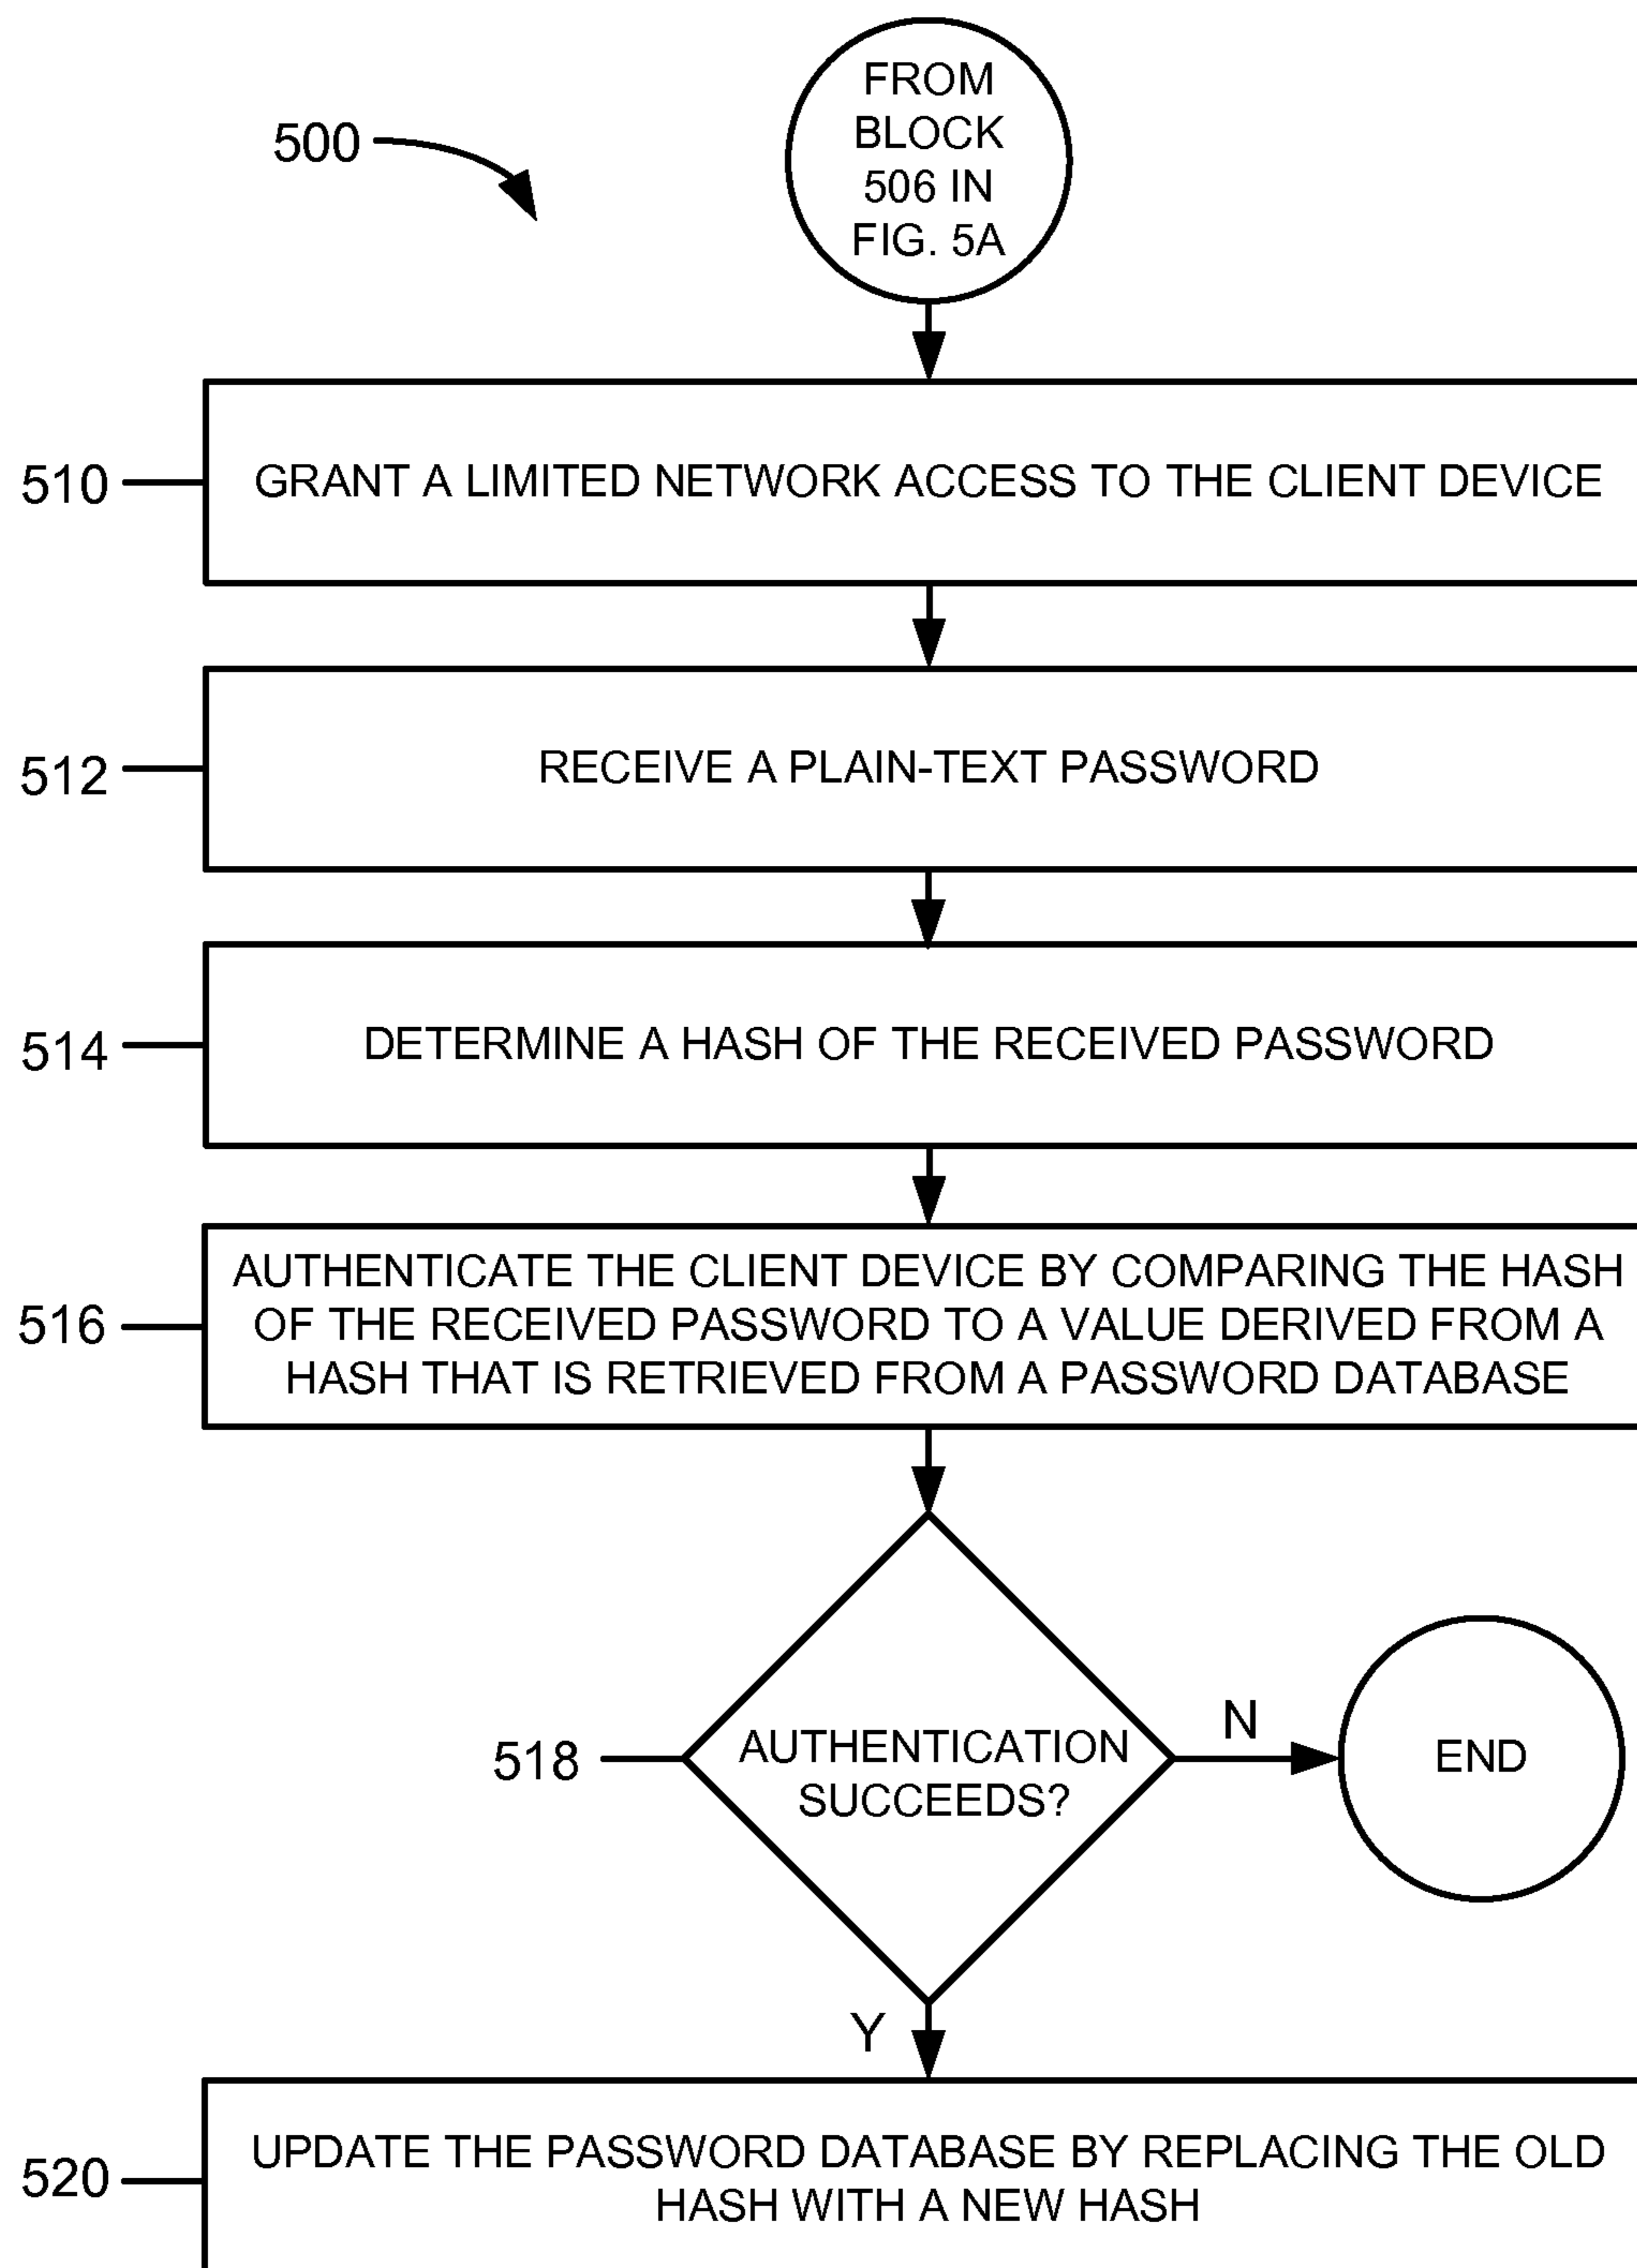 FROM
BLOCK
506 IN
FIG. 5A
500
510
GRANT A LIMITED NETWORK ACCESS TO THE CLIENT DEVICE
512
RECEIVE A PLAIN-TEXT PASSWORD
514
DETERMINE A HASH OF THE RECEIVED PASSWORD
516
AUTHENTICATE THE CLIENT DEVICE BY COMPARING THE HASH
OF THE RECEIVED PASSWORD TO A VALUE DERIVED FROM A
HASH THAT IS RETRIEVED FROM A PASSWORD DATABASE
518
AUTHENTICATION
SUCCEEDS?
N
END
Y
520
UPDATE THE PASSWORD DATABASE BY REPLACING THE OLD
HASH WITH A NEW HASH